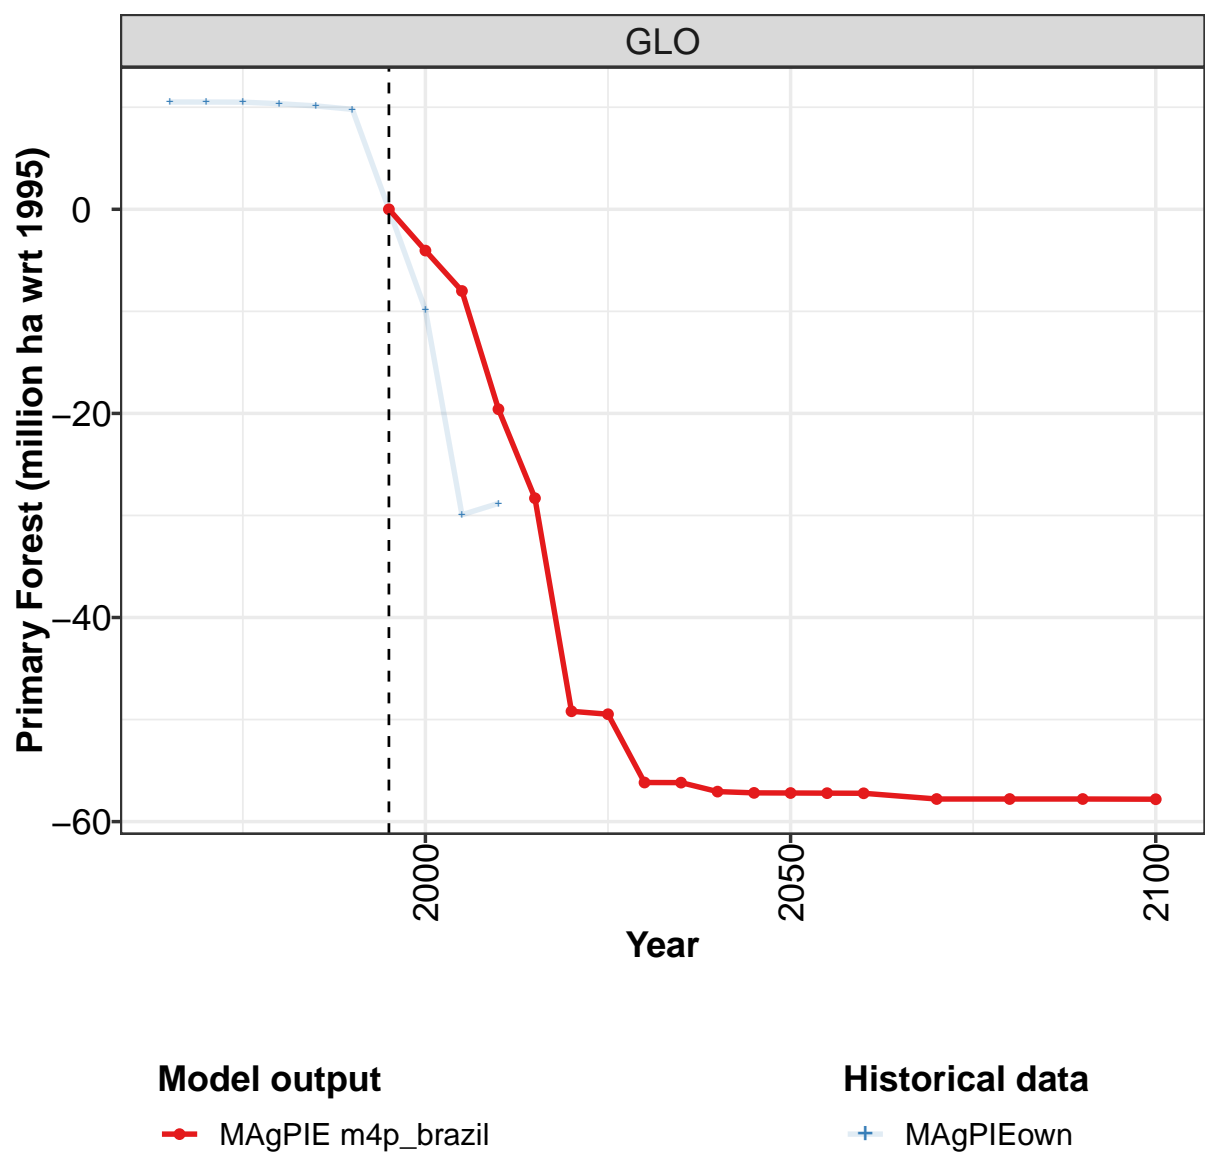 GLO
Primary Forest (million ha wrt 1995)
0
−20
−40
−60
2000
2050
2100
Year
Model output
Historical data
MAgPIE m4p_brazil
MAgPIEown